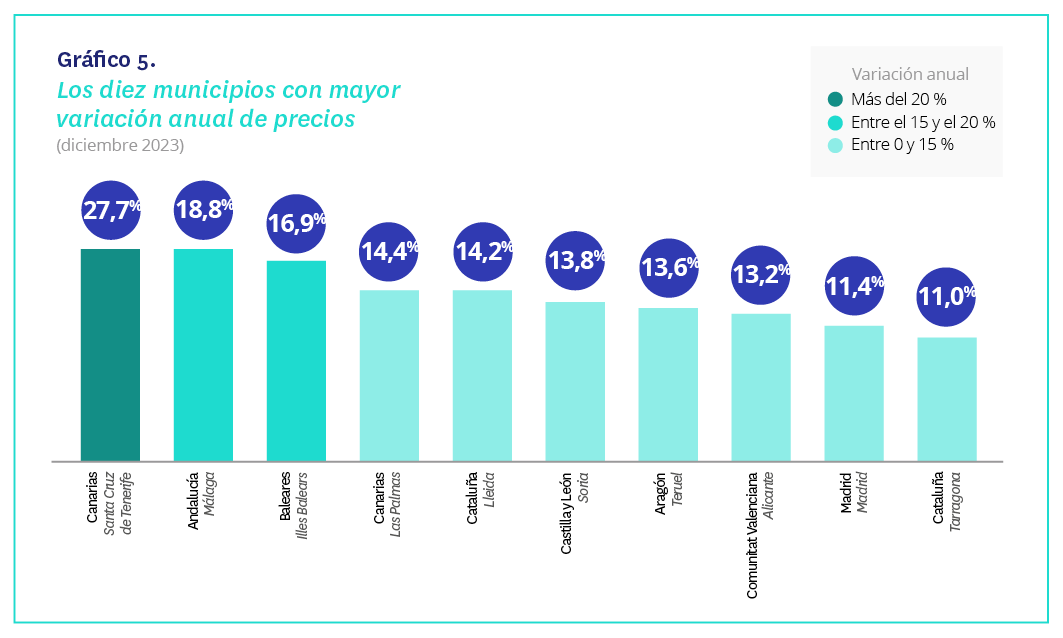 Gráfico 5.
Los diez municipios con mayor
variación anual de precios
(diciembre 2023)
Variación anual
Más del 20 %
Entre el 15 y el 20 %
Entre 0 y 15 %
27,7%
18,8%
16,9%
14,4%
14,2%
13,8%
13,6%
13,2%
11,4%
11,0%
Canarias
Santa Cruz
de Tenerife
Andalucía
Málaga
Baleares
Illes Balears
Canarias
Las Palmas
Cataluña
Lleida
Castilla y León
Soria
Aragón
Teruel
Comunitat Valenciana
Alicante
Madrid
Madrid
Cataluña
Tarragona